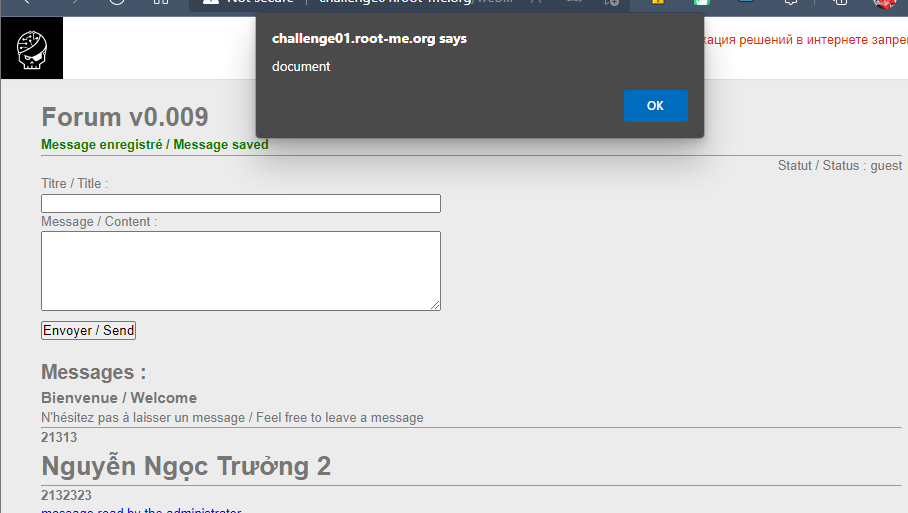 Not secure
challenge01.root-me.org
challenge01.root-me.org says
document
OK
кация решений в интернете запре
Forum v0.009
Message enregistré / Message saved
Statut / Status : guest
Titre / Title :
Message / Content :
Envoyer / Send
Messages :
Bienvenue / Welcome
N'hésitez pas à laisser un message / Feel free to leave a message
21313
Nguyễn Ngọc Trưởng 2
2132323
message read by the administrator